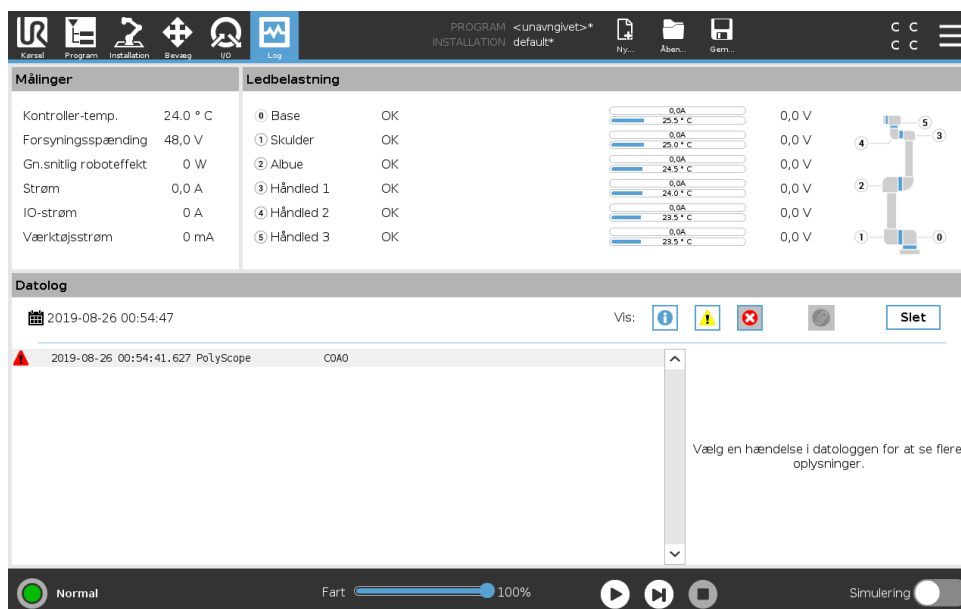 UR
PROGRAM <unavngivet>*
INSTALLATION default*
Kørsel Program Installation Bevæg I/O Log Ny... Åben... Gem...
C C
C C
Målinger
Kontroller-temp. 24.0 ° C
Forsyningsspænding 48,0 V
Gn.snitlig roboteffekt 0 W
Strøm 0,0 A
IO-strøm 0 A
Værktøjsstrøm 0 mA
Ledbelastning
0 Base OK 0,0A 25.5 ° C 0,0 V
1 Skulder OK 0,0A 25.0 ° C 0,0 V
2 Albue OK 0,0A 24.5 ° C 0,0 V
3 Håndled 1 OK 0,0A 24.0 ° C 0,0 V
4 Håndled 2 OK 0,0A 23.5 ° C 0,0 V
5 Håndled 3 OK 0,0A 23.5 ° C 0,0 V
5
4 3
2
1 0
Datolog
2019-08-26 00:54:47 Vis: Slet
2019-08-26 00:54:41.627 PolyScope C0A0
Vælg en hændelse i datologgen for at se flere
oplysninger.
Normal Fart 100% Simulering